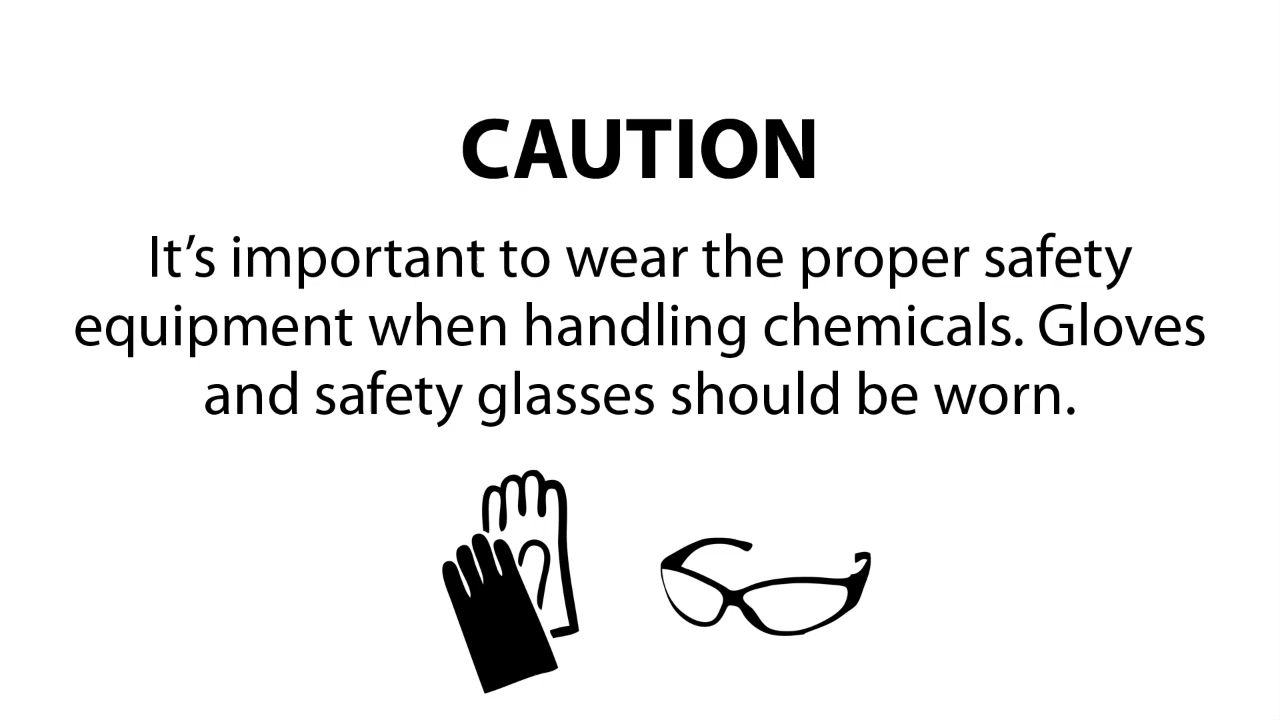 CAUTION
It’s important to wear the proper safety
equipment when handling chemicals. Gloves
and safety glasses should be worn.